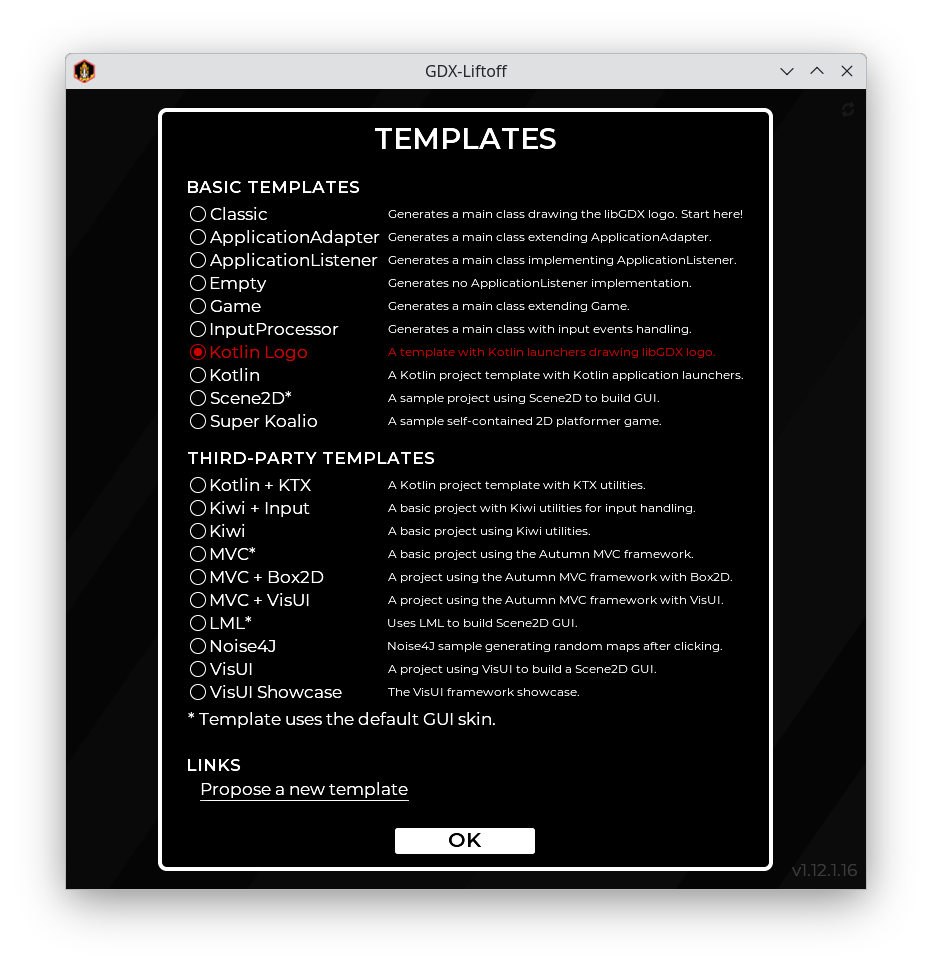 GDX-Liftoff
TEMPLATES
BASIC TEMPLATES
Classic Generates a main class drawing the libGDX logo. Start here!
ApplicationAdapter Generates a main class extending ApplicationAdapter.
ApplicationListener Generates a main class implementing ApplicationListener.
Empty Generates no ApplicationListener implementation.
Game Generates a main class extending Game.
InputProcessor Generates a main class with input events handling.
Kotlin Logo A template with Kotlin launchers drawing libGDX logo.
Kotlin A Kotlin project template with Kotlin application launchers.
Scene2D* A sample project using Scene2D to build GUI.
Super Koalio A sample self-contained 2D platformer game.
THIRD-PARTY TEMPLATES
Kotlin + KTX A Kotlin project template with KTX utilities.
Kiwi + Input A basic project with Kiwi utilities for input handling.
Kiwi A basic project using Kiwi utilities.
MVC* A basic project using the Autumn MVC framework.
MVC + Box2D A project using the Autumn MVC framework with Box2D.
MVC + VisUI A project using the Autumn MVC framework with VisUI.
LML* Uses LML to build Scene2D GUI.
Noise4J Noise4J sample generating random maps after clicking.
VisUI A project using VisUI to build a Scene2D GUI.
VisUI Showcase The VisUI framework showcase.
* Template uses the default GUI skin.
LINKS
Propose a new template
OK
v1.12.1.16